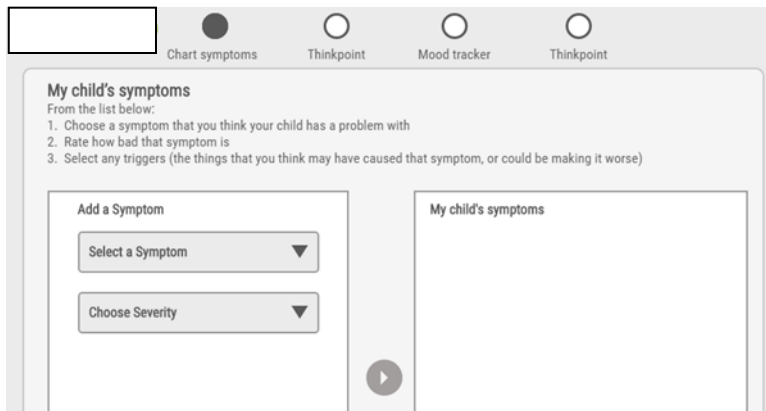 Chart symptoms
Thinkpoint
Mood tracker
Thinkpoint
My child's symptoms
From the list below:
1. Choose a symptom that you think your child has a problem with
2. Rate how bad that symptom is
3. Select any triggers (the things that you think may have caused that symptom, or could be making it worse)
Add a Symptom
Select a Symptom
Choose Severity
My child's symptoms